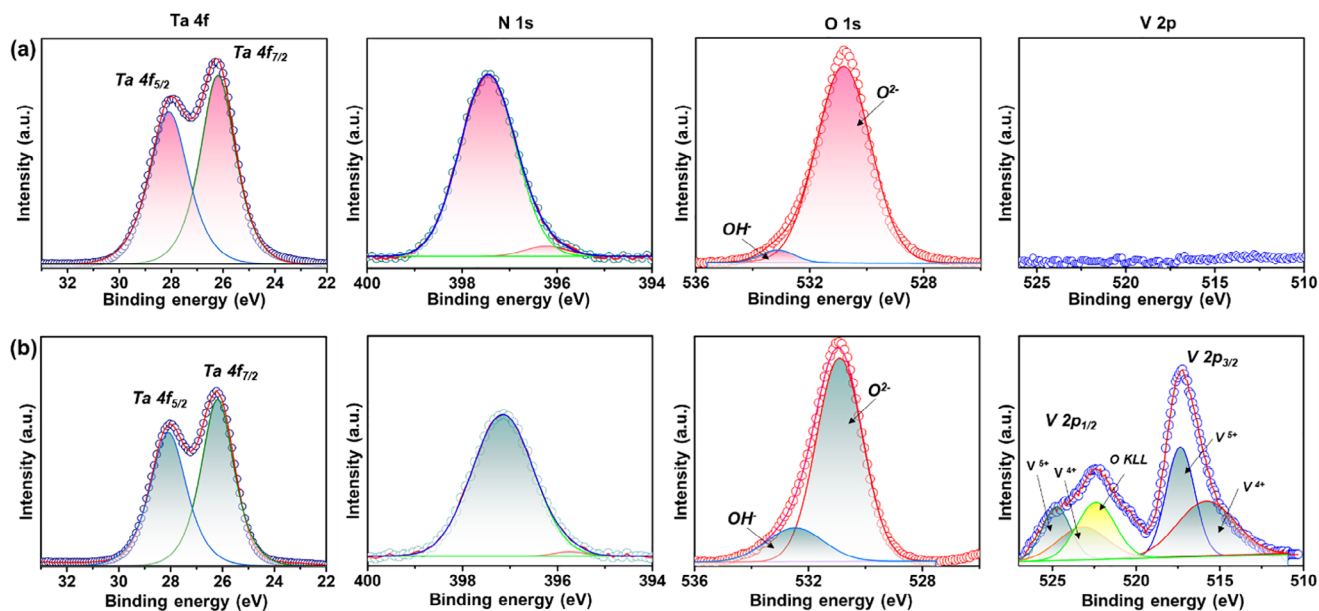 Ta 4f
N 1s
O 1s
V 2p
(a)
Intensity (a.u.)
Ta 4f5/2
Ta 4f7/2
32 30 28 26 24 22
Binding energy (eV)
Intensity (a.u.)
400 398 396 394
Binding energy (eV)
Intensity (a.u.)
O2-
OH-
536 531 526
Binding energy (eV)
Intensity (a.u.)
525 520 515 510
Binding energy (eV)
(b)
Intensity (a.u.)
Ta 4f5/2
Ta 4f7/2
32 30 28 26 24 22
Binding energy (eV)
Intensity (a.u.)
400 398 396 394
Binding energy (eV)
Intensity (a.u.)
O2-
OH-
536 531 526
Binding energy (eV)
Intensity (a.u.)
V 2p3/2
V 2p1/2
V 5+
V 4+
O KLL
V 5+
V 4+
525 520 515 510
Binding energy (eV)